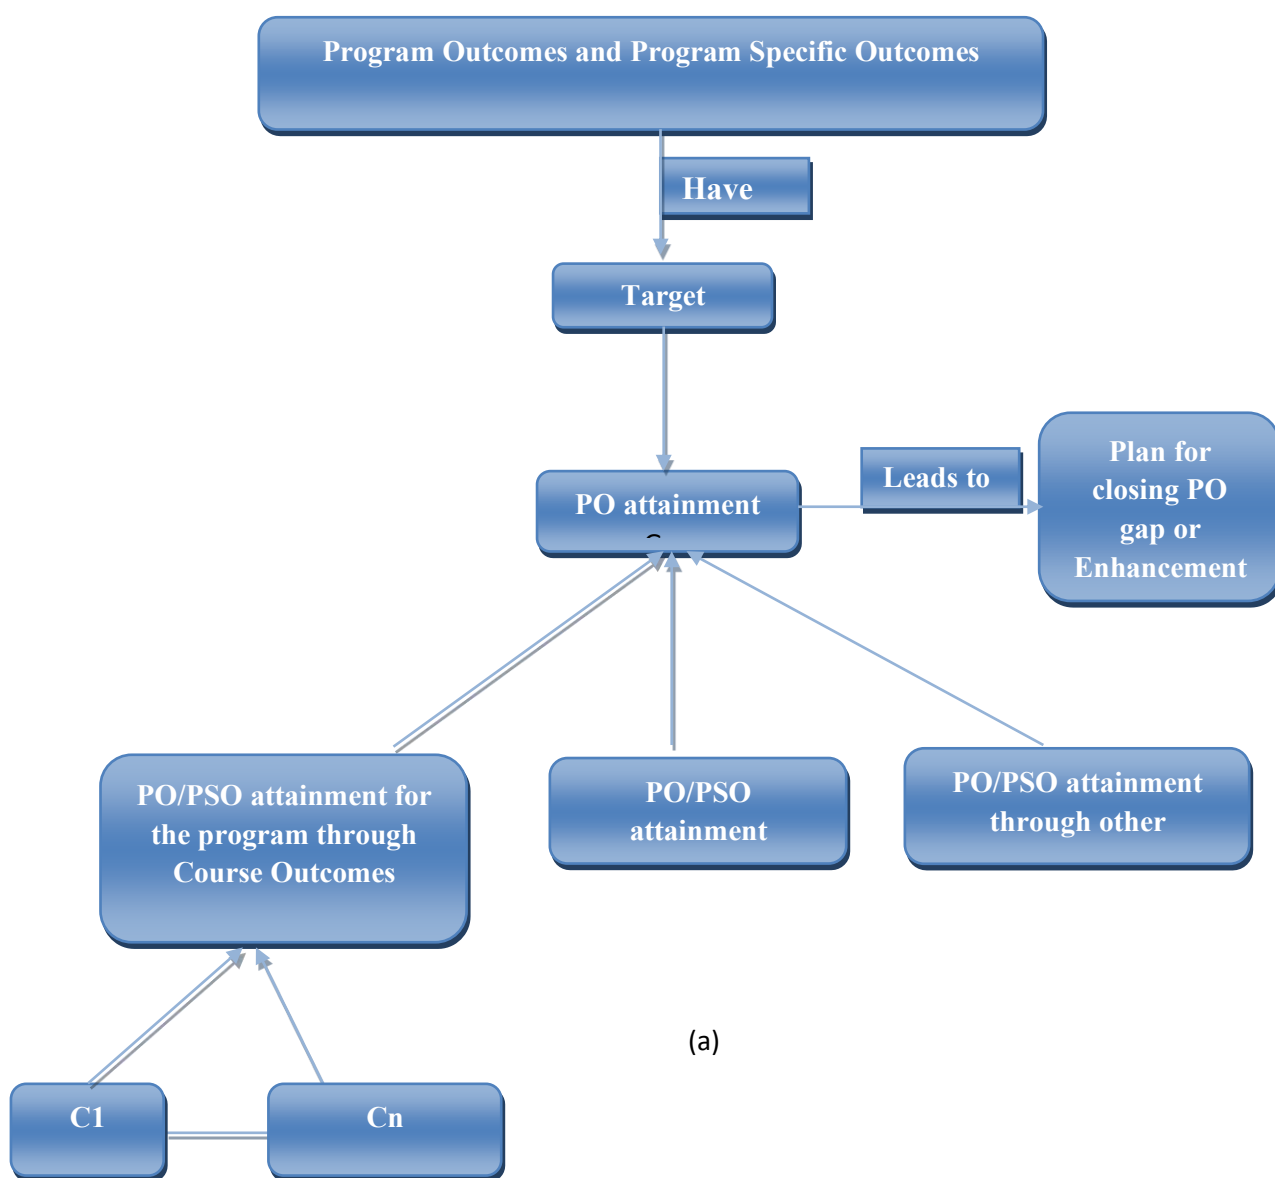 Program Outcomes and Program Specific Outcomes
Have
Target
PO attainment
Leads to
Plan for
closing PO
gap or
Enhancement
PO/PSO attainment for
the program through
Course Outcomes
PO/PSO
attainment
PO/PSO attainment
through other
(a)
C1
Cn